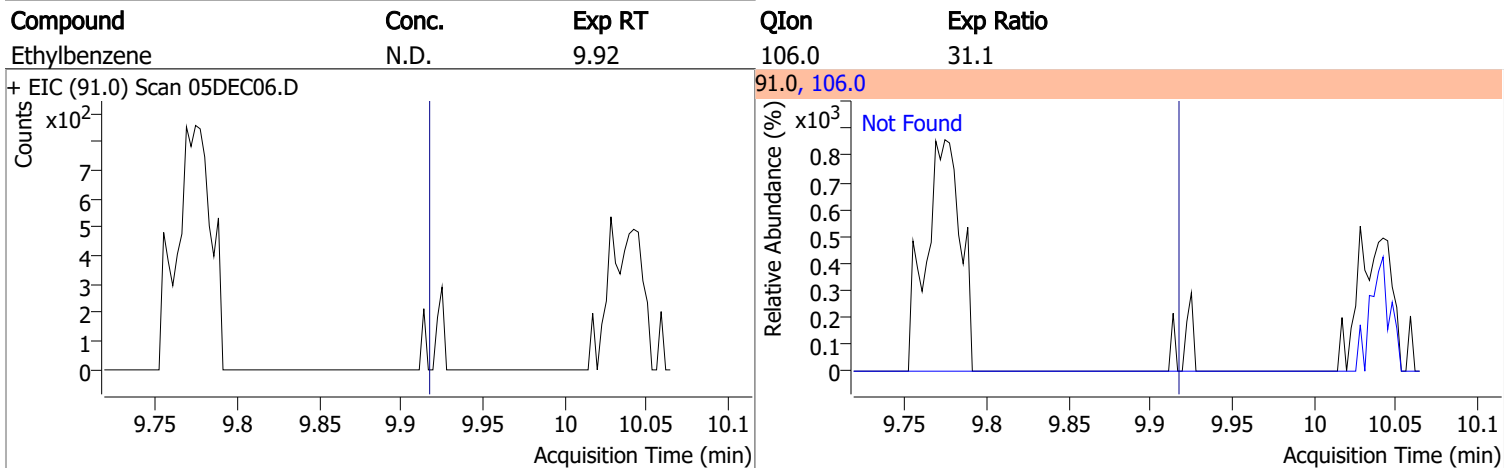 Compound Conc. Exp RT QIon Exp Ratio
Ethylbenzene N.D. 9.92 106.0 31.1
+ EIC (91.0) Scan 05DEC06.D
Counts
x10²
7
6
5
4
3
2
1
0
9.75 9.8 9.85 9.9 9.95 10 10.05 10.1
Acquisition Time (min)
91.0, 106.0
Relative Abundance (%)
x10³
Not Found
0.8
0.7
0.6
0.5
0.4
0.3
0.2
0.1
0
9.75 9.8 9.85 9.9 9.95 10 10.05 10.1
Acquisition Time (min)